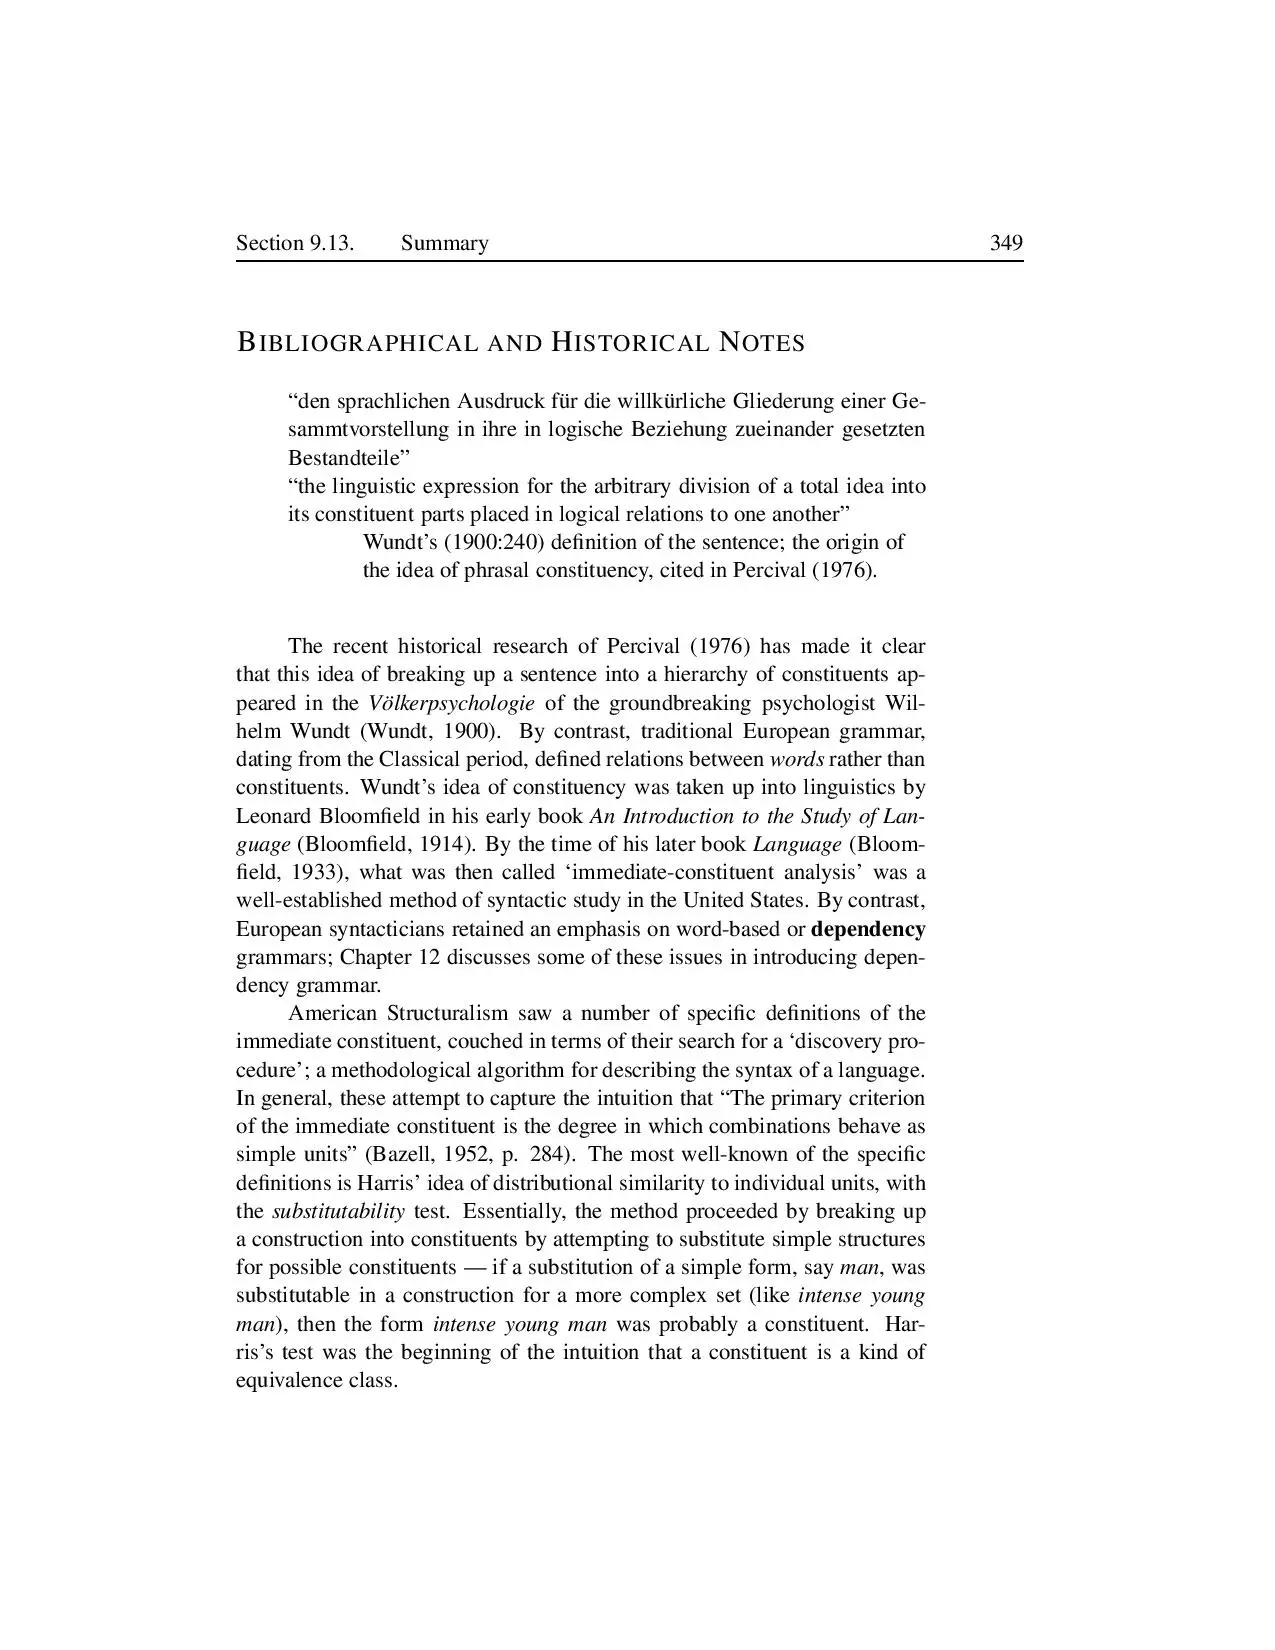 Section 9.13. Summary 349
BIBLIOGRAPHICAL AND HISTORICAL NOTES
“den sprachlichen Ausdruck für die willkürliche Gliederung einer Ge-
sammtvorstellung in ihre in logische Beziehung zueinander gesetzten
Bestandteile”
“the linguistic expression for the arbitrary division of a total idea into
its constituent parts placed in logical relations to one another”
Wundt’s (1900:240) definition of the sentence; the origin of
the idea of phrasal constituency, cited in Percival (1976).
The recent historical research of Percival (1976) has made it clear
that this idea of breaking up a sentence into a hierarchy of constituents ap-
peared in the Völkerpsychologie of the groundbreaking psychologist Wil-
helm Wundt (Wundt, 1900). By contrast, traditional European grammar,
dating from the Classical period, defined relations between words rather than
constituents. Wundt’s idea of constituency was taken up into linguistics by
Leonard Bloomfield in his early book An Introduction to the Study of Lan-
guage (Bloomfield, 1914). By the time of his later book Language (Bloom-
field, 1933), what was then called ‘immediate-constituent analysis’ was a
well-established method of syntactic study in the United States. By contrast,
European syntacticians retained an emphasis on word-based or dependency
grammars; Chapter 12 discusses some of these issues in introducing depen-
dency grammar.
American Structuralism saw a number of specific definitions of the
immediate constituent, couched in terms of their search for a ‘discovery pro-
cedure’; a methodological algorithm for describing the syntax of a language.
In general, these attempt to capture the intuition that “The primary criterion
of the immediate constituent is the degree in which combinations behave as
simple units” (Bazell, 1952, p. 284). The most well-known of the specific
definitions is Harris’ idea of distributional similarity to individual units, with
the substitutability test. Essentially, the method proceeded by breaking up
a construction into constituents by attempting to substitute simple structures
for possible constituents — if a substitution of a simple form, say man, was
substitutable in a construction for a more complex set (like intense young
man), then the form intense young man was probably a constituent. Har-
ris’s test was the beginning of the intuition that a constituent is a kind of
equivalence class.